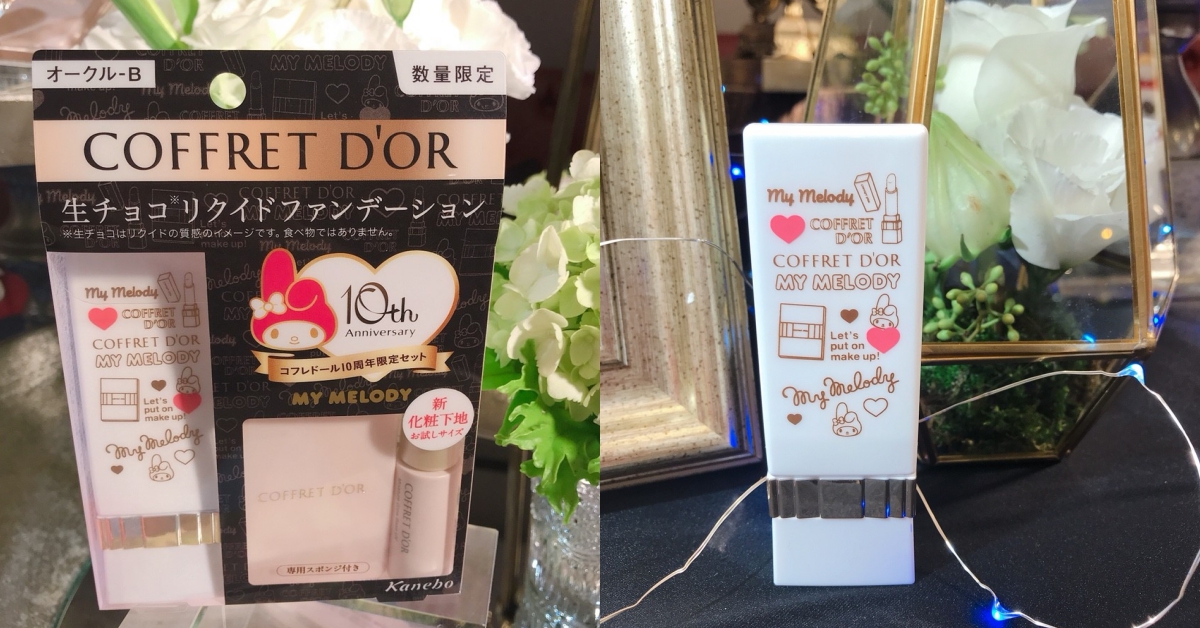 オークル-B
数量限定
COFFRET D'OR
生チョコ※リクイドファンデーション
※生チョコはリクイドの質感のイメージです。食べ物ではありません。
10th
Anniversary
コフレドール10周年限定セット
MY MELODY
新
化粧下地
お試しサイズ
My Melody
COFFRET
D'OR
COFFRET D'OR
MY MELODY
Let's
put on
make up!
My Melody
COFFRET D'OR
COFFRET D'OR
専用スポンジ付き
Kanebo
My Melody
COFFRET
D'OR
COFFRET D'OR
MY MELODY
Let's
put on
make up!
My Melody